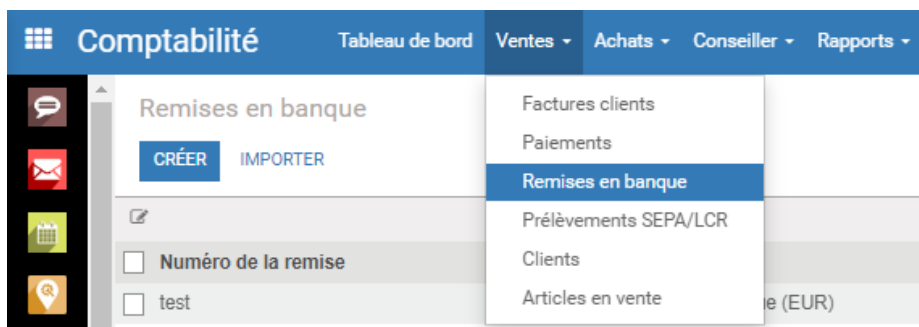 Comptabilité Tableau de bord Ventes Achats Conseiller Rapports
Remises en banque
CRÉER IMPORTER
Factures clients
Paiements
Remises en banque
Prélèvements SEPA/LCR
Clients
Articles en vente
Numéro de la remise
test
(EUR)